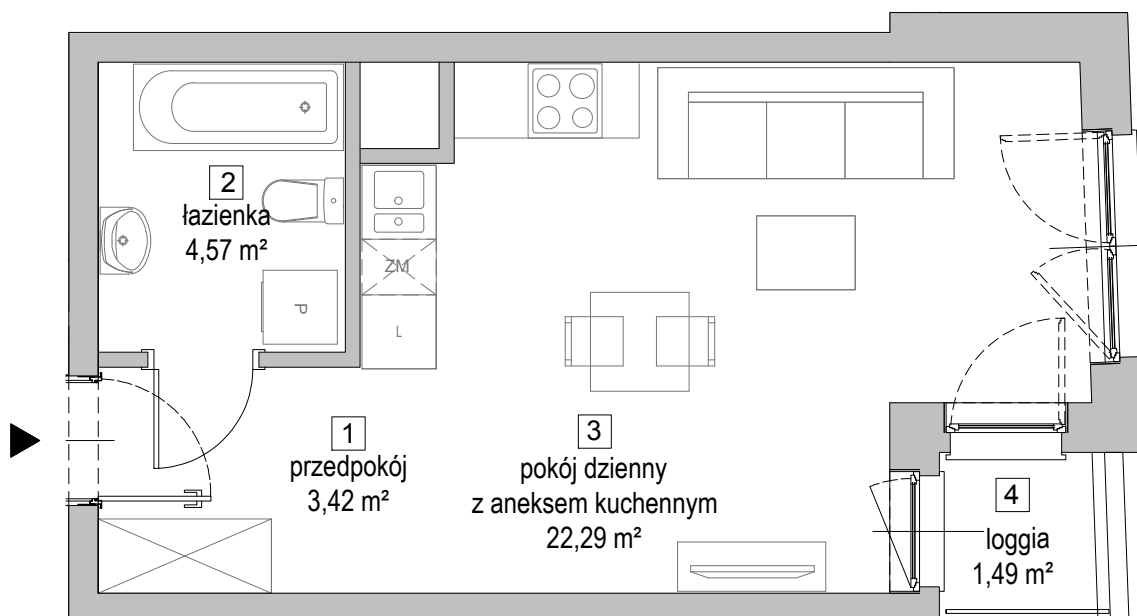 2
łazienka
4,57 m²
ZM
P
L
1
przedpokój
3,42 m²
3
pokój dzienny
z aneksem kuchennym
22,29 m²
4
loggia
1,49 m²